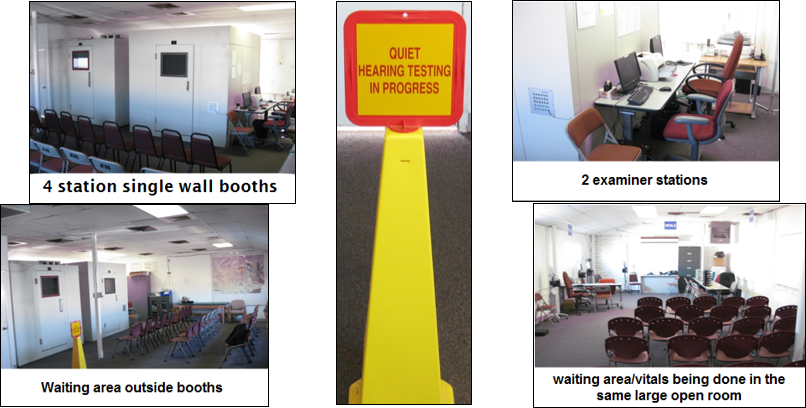 4 station single wall booths
QUIET
HEARING TESTING
IN PROGRESS
2 examiner stations
Waiting area outside booths
waiting area/vitals being done in the
same large open room